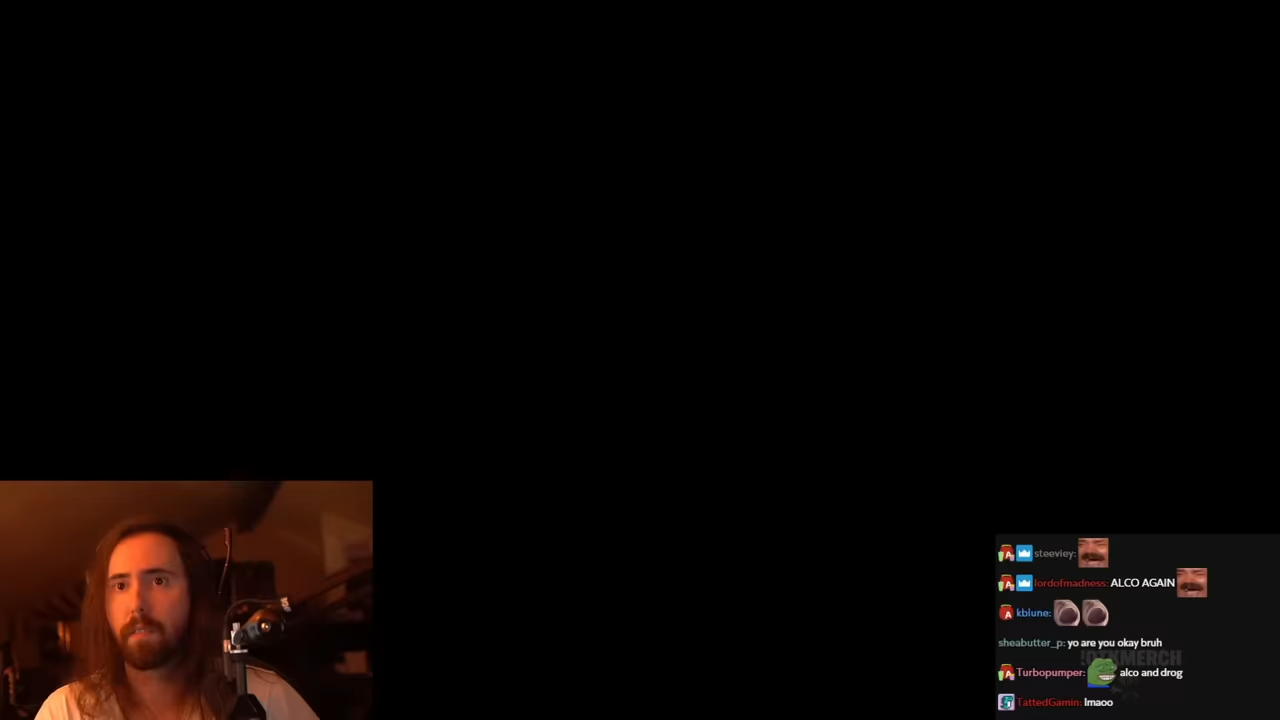 steeviey:
lordofmadness: ALCO AGAIN
kblune:
sheabutter_p: yo are you okay bruh
Turbopumper: alco and drog
TattedGamin: lmaoo